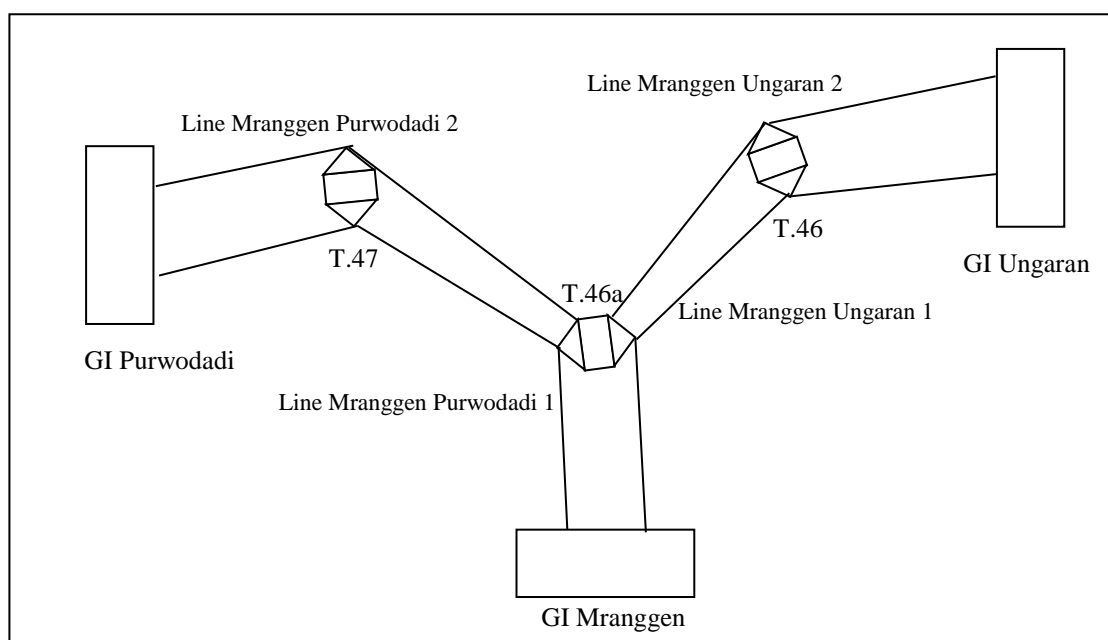 Line Mranggen Ungaran 2
Line Mranggen Purwodadi 2
T.46
T.47
GI Ungaran
T.46a
Line Mranggen Ungaran 1
GI Purwodadi
Line Mranggen Purwodadi 1
GI Mranggen